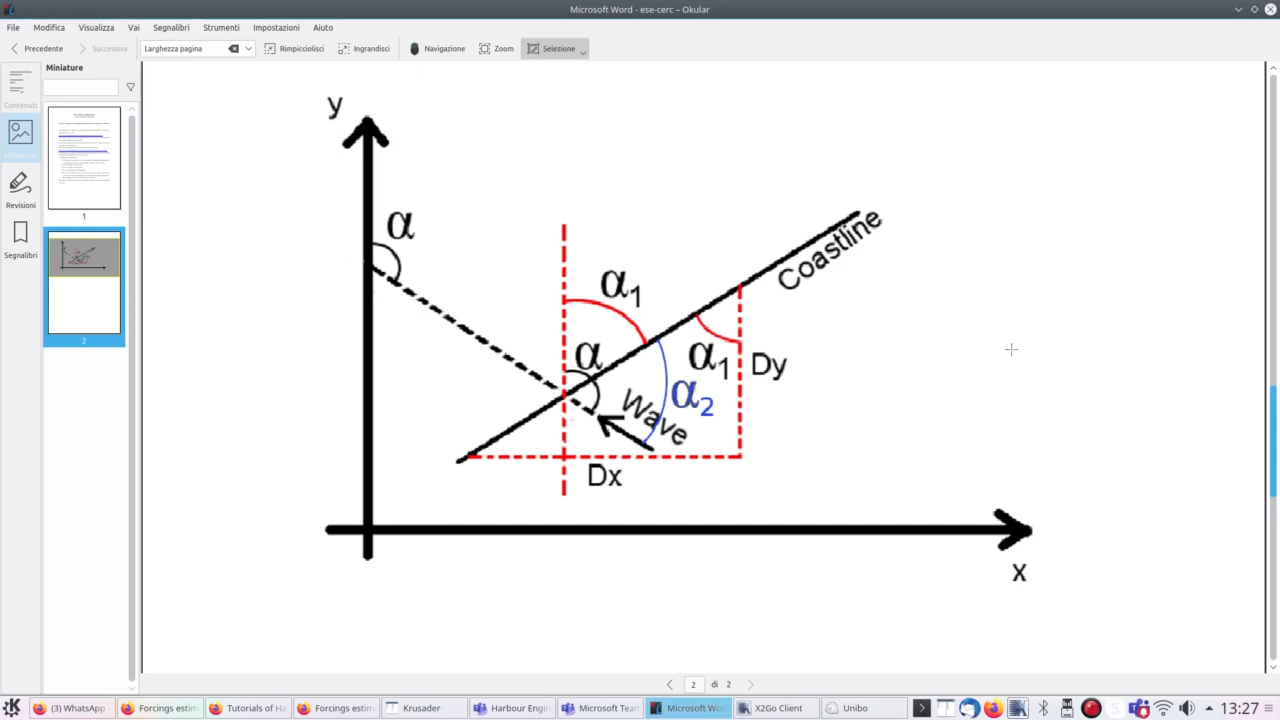 Microsoft Word - ese-cerc – Okular
File Modifica Visualizza Vai Segnalibri Strumenti Impostazioni Aiuto
Precedente Successiva Larghezza pagina Rimpicciolisci Ingrandisci Navigazione Zoom Selezione
Miniature
Contenuti
Miniature
Revisioni
Segnalibri
1
2
y
α
Coastline
α1
α
α1
Dy
α2
Wave
Dx
x
2 di 2
(3) WhatsApp Forcings estim Tutorials of Ha Forcings estim Krusader Harbour Engin Microsoft Team Microsoft Wor X2Go Client Unibo 13:27